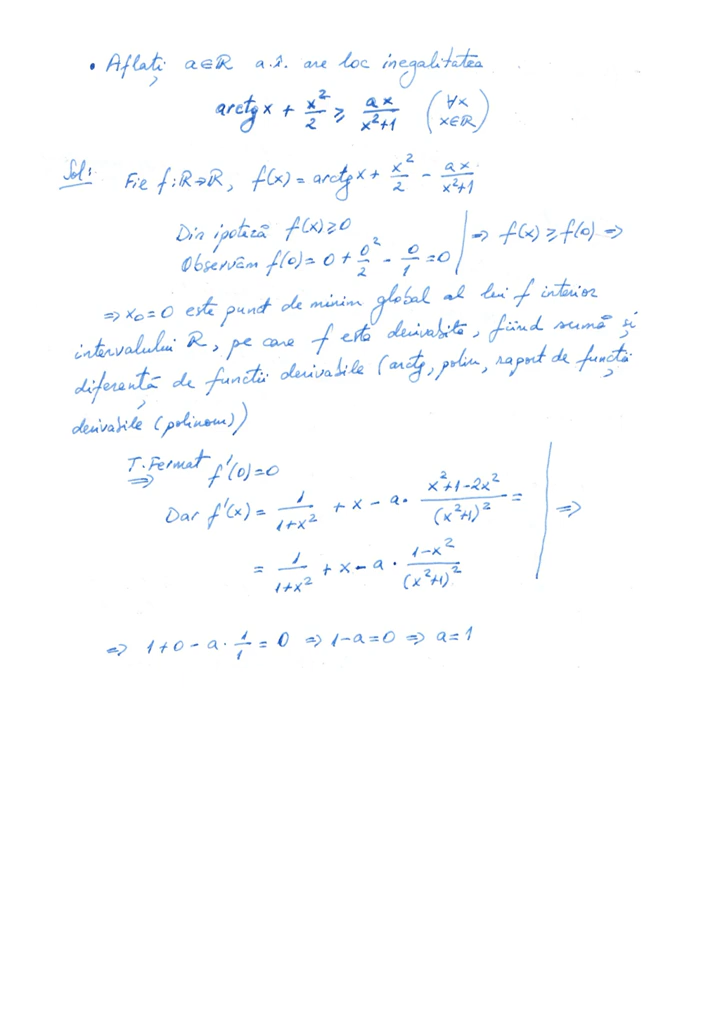 • Aflați a∈ℝ a.î. are loc inegalitatea
arctg x + x²/2 ≥ ax/(x²+1) (∀x x∈ℝ)
Sol: Fie f:ℝ→ℝ, f(x) = arctg x + x²/2 - ax/(x²+1)
Din ipoteză f(x)≥0
Observăm f(0)= 0 + 0²/2 - 0/1 = 0 | ⇒ f(x) ≥ f(0) ⇒
⇒ x₀=0 este punct de minim global al lui f interior
intervalului ℝ, pe care f este derivabilă, fiind sumă și
diferență de funcții derivabile (arctg, polin, raport de funcții
derivabile (polinom))
T.Fermat ⇒ f'(0)=0
Dar f'(x) = 1/(1+x²) + x - a · (x²+1-2x²)/(x²+1)² = | ⇒
= 1/(1+x²) + x - a · (1-x²)/(x²+1)²
⇒ 1+0-a·1/1 = 0 ⇒ 1-a=0 ⇒ a=1